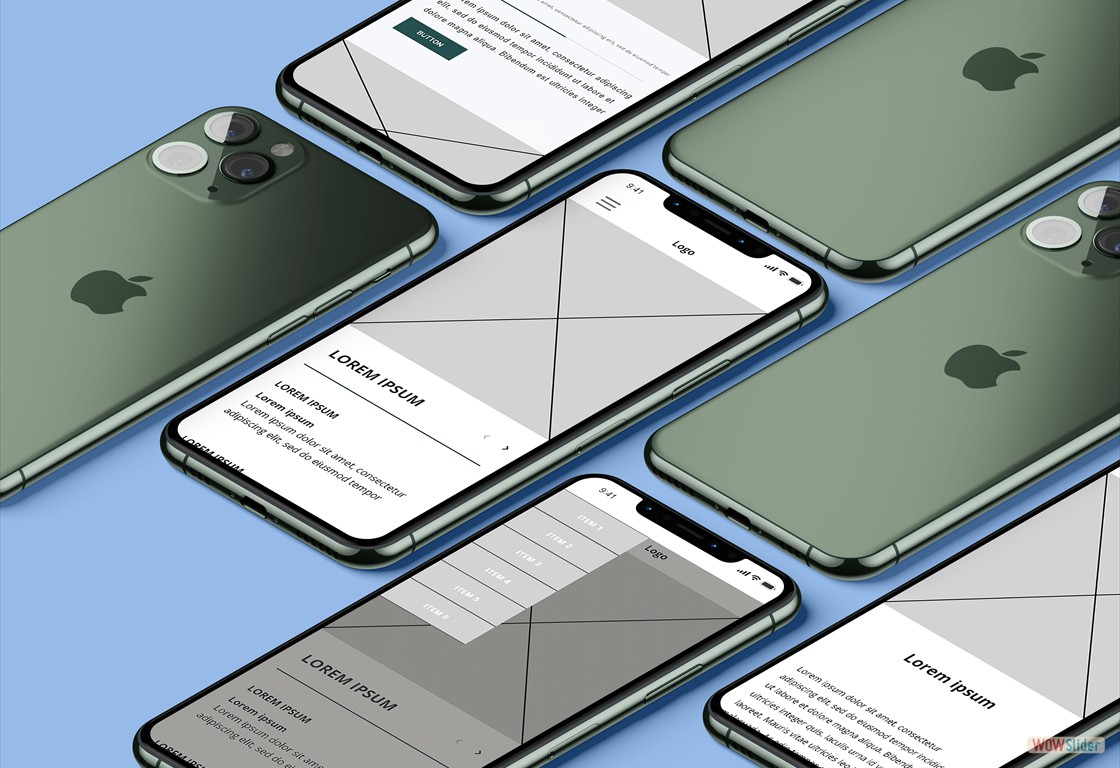 lorem ipsum dolor sit amet, consectetur adipiscing
elit, sed do eiusmod tempor incididunt ut labore et
dolore magna aliqua. Bibendum est ultricies integer
BUTTON
9:41
Logo
LOREM IPSUM
LOREM IPSUM
Lorem ipsum
Lorem ipsum dolor sit amet, consectetur
adipiscing elit, sed do eiusmod tempor
LOREM IPSUM
9:41
Logo
ITEM 1
ITEM 2
ITEM 3
ITEM 4
ITEM 5
ITEM 6
LOREM IPSUM
LOREM IPSUM
Lorem ipsum
Lorem ipsum dolor sit amet, consectetur
adipiscing elit, sed do eiusmod tempor
Lorem ipsum
Lorem ipsum dolor sit amet, consectetur
adipiscing elit, sed do eiusmod tempor incididunt
ut labore et dolore magna aliqua. Bibendum est
ultricies integer quis. Iaculis urna id v
laoreet. Mauris vitae ultricies leo
WOWSlider